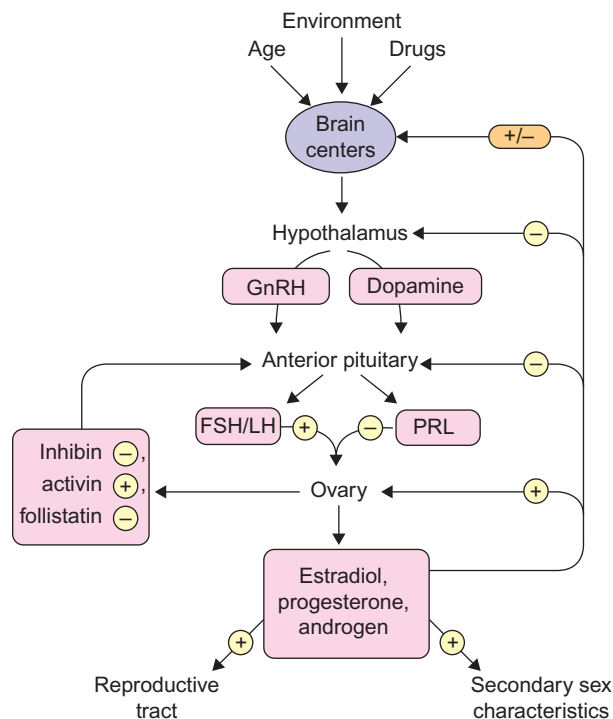 Environment
Age
Drugs
Brain
centers
+/–
Hypothalamus
–
GnRH
Dopamine
Anterior pituitary
–
FSH/LH
+
–
PRL
Inhibin –,
activin +,
follistatin –
Ovary
+
Estradiol,
progesterone,
androgen
+
+
Reproductive
tract
Secondary sex
characteristics